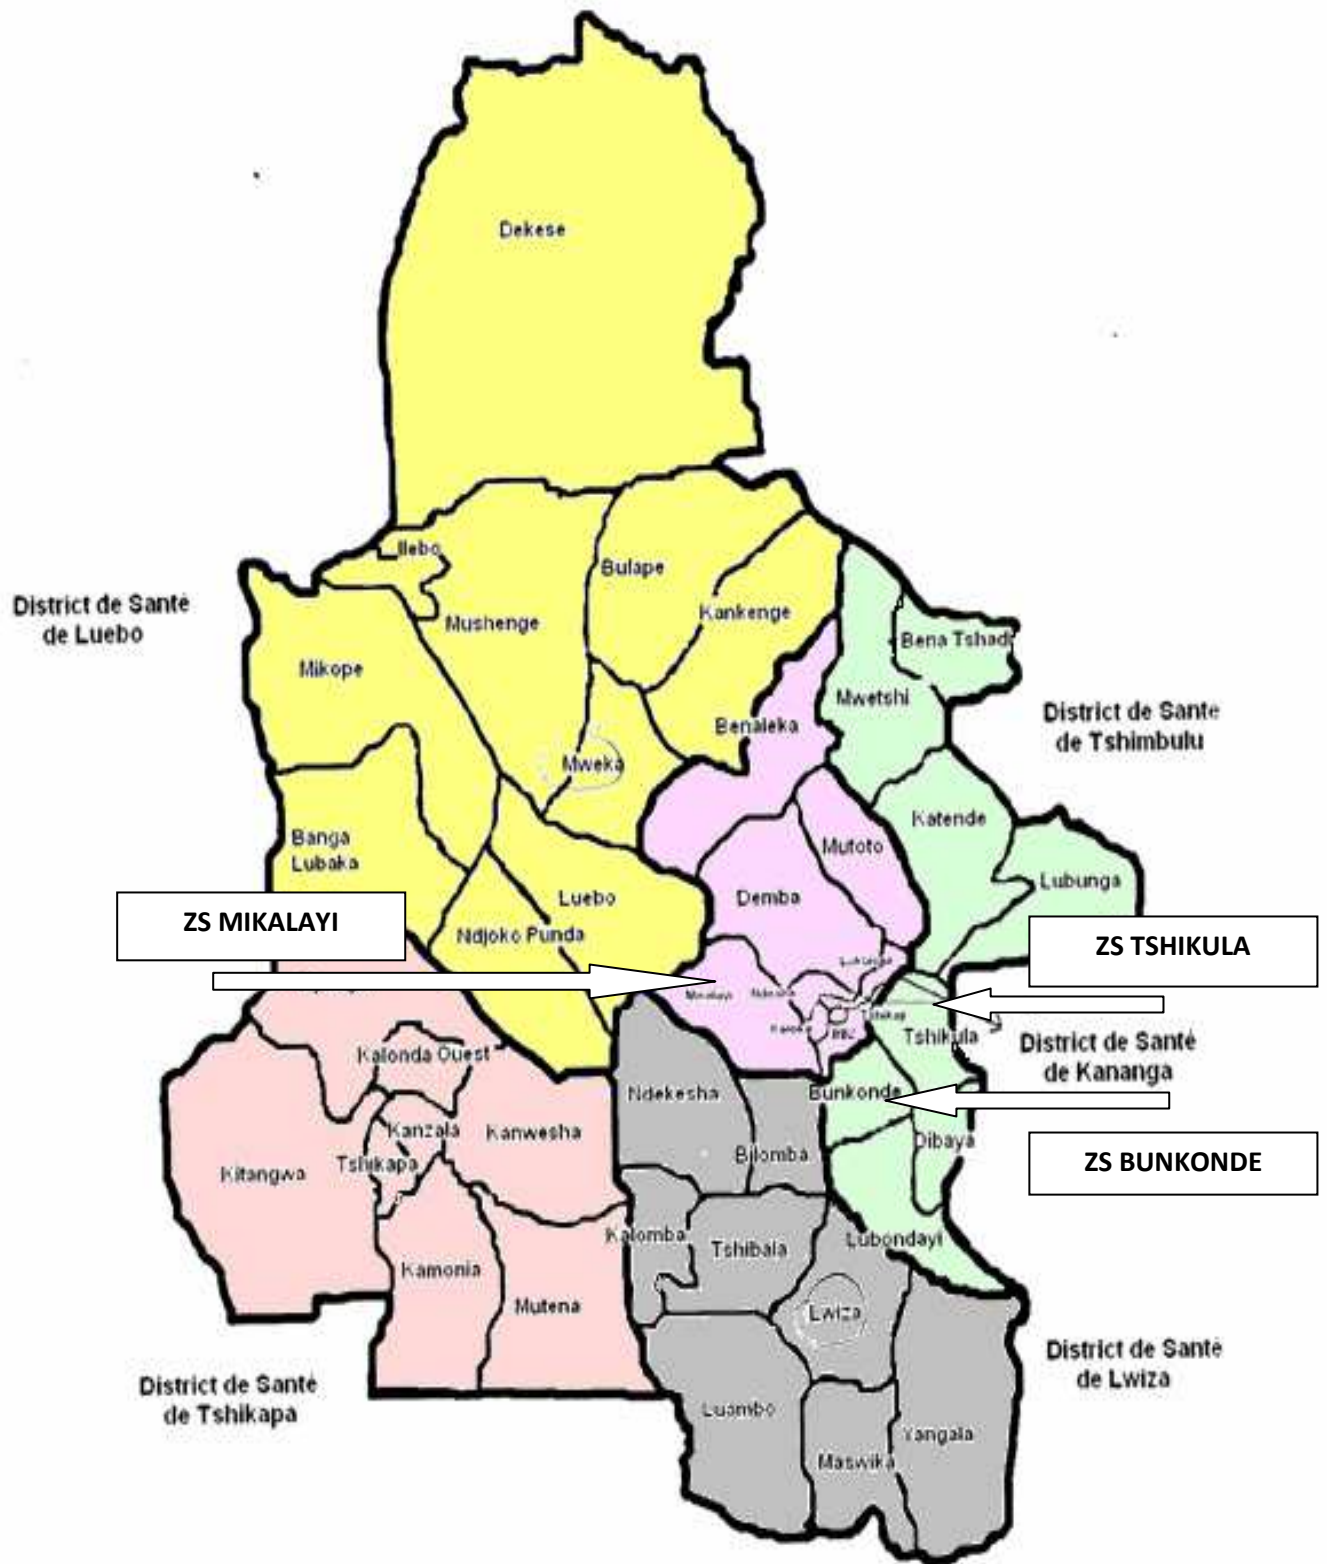 Dekese
Ilebo
Bulape
District de Santé
de Luebo
Mushenge
Kankenge
Bena Tshadi
Mikope
Mwetshi
District de Sante
de Tshimbulu
Benaleka
Mweka
Banga
Lubaka
Katende
Mutoto
Lubunga
Luebo
Demba
ZS MIKALAYI
Ndjoko Punda
ZS TSHIKULA
Mikalayi
Tshikula
District de Santé
de Kananga
Kalonda Ouest
Ndekesha
Bunkonde
Kanzala
Kanwesha
Dibaya
Bilomba
Tshikapa
ZS BUNKONDE
Kitangwa
Kalomba
Tshibala
Lubondayi
Kamonia
Mutena
Lwiza
District de Santé
de Lwiza
District de Santé
de Tshikapa
Luambo
Yangala
Maswika